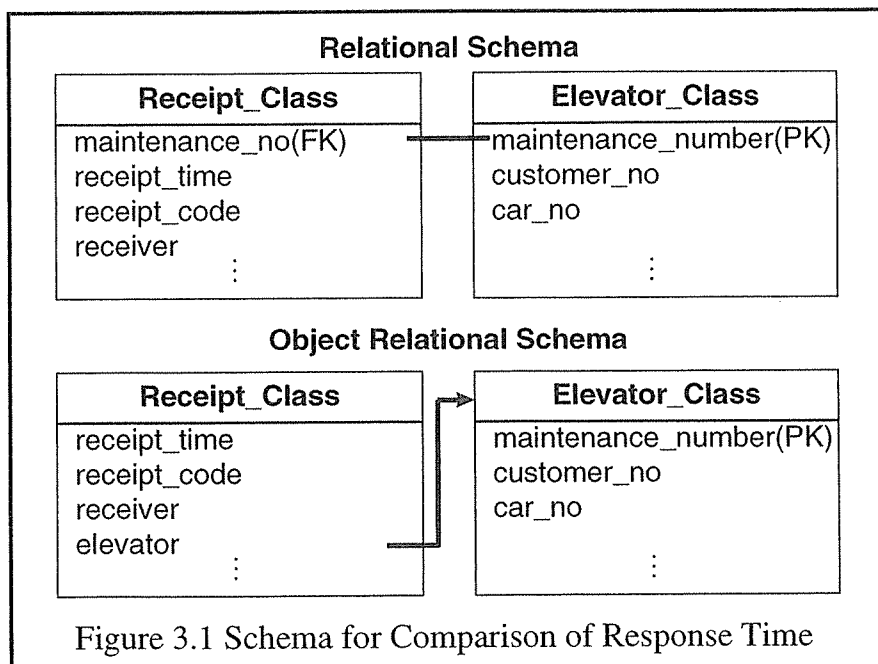 Relational Schema
Receipt_Class
maintenance_no(FK)
receipt_time
receipt_code
receiver
⋮
Elevator_Class
maintenance_number(PK)
customer_no
car_no
⋮
Object Relational Schema
Receipt_Class
receipt_time
receipt_code
receiver
elevator
⋮
Elevator_Class
maintenance_number(PK)
customer_no
car_no
⋮
Figure 3.1 Schema for Comparison of Response Time